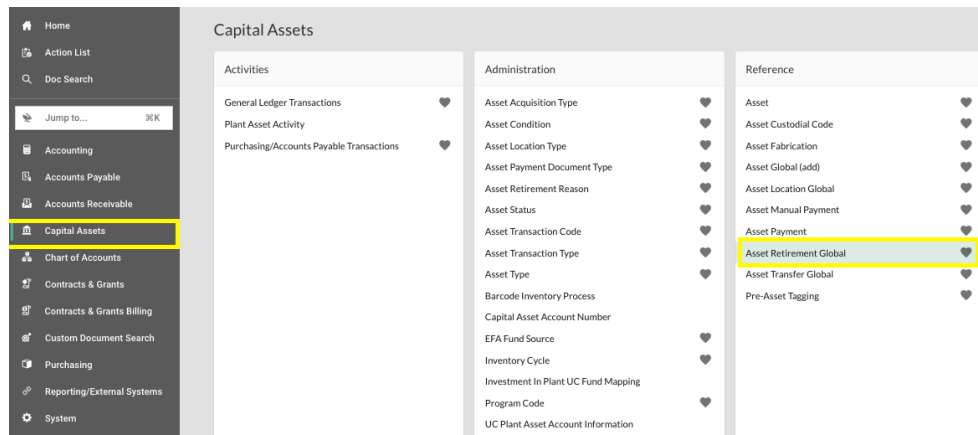 Home
Action List
Doc Search
Jump to... ⌘K
Accounting
Accounts Payable
Accounts Receivable
Capital Assets
Chart of Accounts
Contracts & Grants
Contracts & Grants Billing
Custom Document Search
Purchasing
Reporting/External Systems
System
Capital Assets
Activities
General Ledger Transactions
Plant Asset Activity
Purchasing/Accounts Payable Transactions
Administration
Asset Acquisition Type
Asset Condition
Asset Location Type
Asset Payment Document Type
Asset Retirement Reason
Asset Status
Asset Transaction Code
Asset Transaction Type
Asset Type
Barcode Inventory Process
Capital Asset Account Number
EFA Fund Source
Inventory Cycle
Investment In Plant UC Fund Mapping
Program Code
UC Plant Asset Account Information
Reference
Asset
Asset Custodial Code
Asset Fabrication
Asset Global (add)
Asset Location Global
Asset Manual Payment
Asset Payment
Asset Retirement Global
Asset Transfer Global
Pre-Asset Tagging